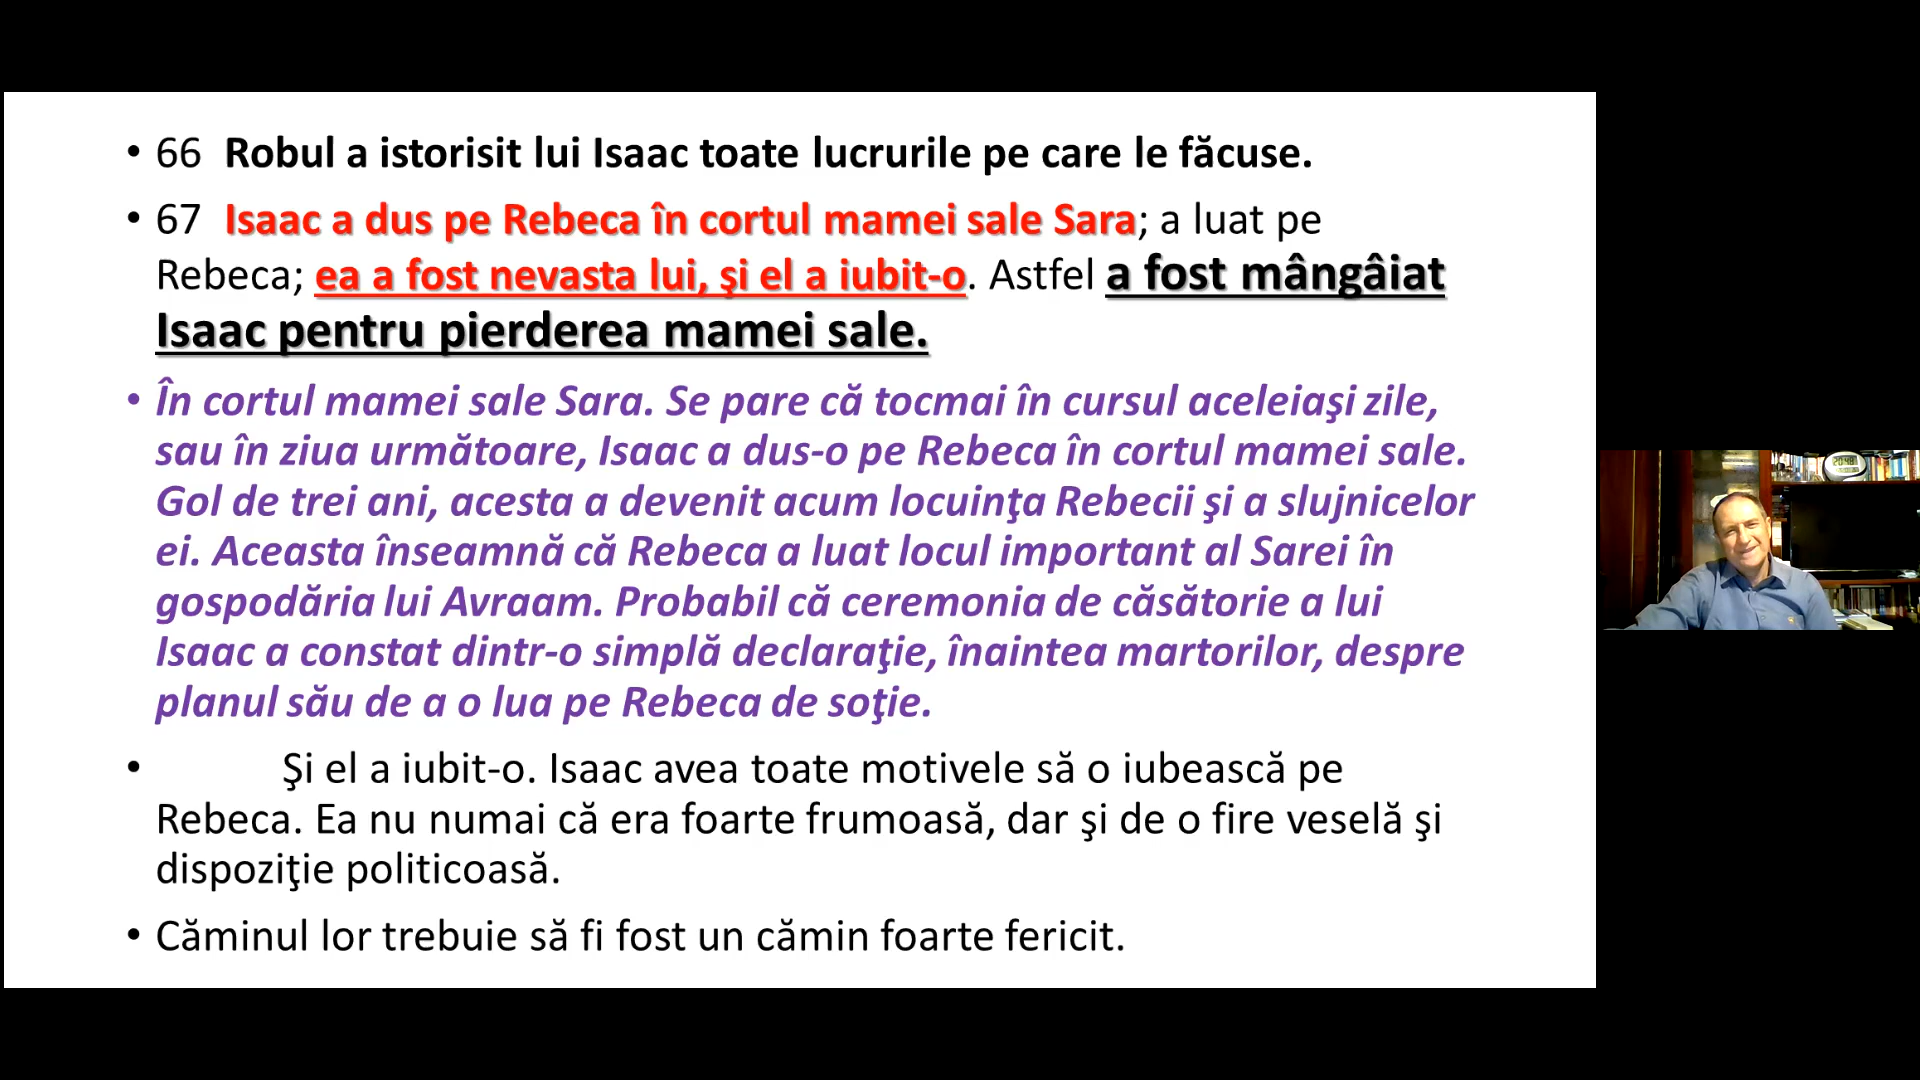 • 66 Robul a istorisit lui Isaac toate lucrurile pe care le făcuse.
• 67 Isaac a dus pe Rebeca în cortul mamei sale Sara; a luat pe
Rebeca; ea a fost nevasta lui, şi el a iubit-o. Astfel a fost mângâiat
Isaac pentru pierderea mamei sale.
• În cortul mamei sale Sara. Se pare că tocmai în cursul aceleiaşi zile,
sau în ziua următoare, Isaac a dus-o pe Rebeca în cortul mamei sale.
Gol de trei ani, acesta a devenit acum locuinţa Rebecii şi a slujnicelor
ei. Aceasta înseamnă că Rebeca a luat locul important al Sarei în
gospodăria lui Avraam. Probabil că ceremonia de căsătorie a lui
Isaac a constat dintr-o simplă declaraţie, înaintea martorilor, despre
planul său de a o lua pe Rebeca de soţie.
• Şi el a iubit-o. Isaac avea toate motivele să o iubească pe
Rebeca. Ea nu numai că era foarte frumoasă, dar şi de o fire veselă şi
dispoziţie politicoasă.
• Căminul lor trebuie să fi fost un cămin foarte fericit.